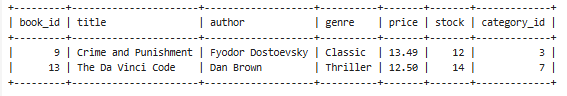 +---------+----------------------+-------------------+----------+-------+-------+-------------+
| book_id | title                | author            | genre    | price | stock | category_id |
+---------+----------------------+-------------------+----------+-------+-------+-------------+
|       9 | Crime and Punishment | Fyodor Dostoevsky | Classic  | 13.49 |    12 |           3 |
|      13 | The Da Vinci Code    | Dan Brown         | Thriller | 12.50 |    14 |           7 |
+---------+----------------------+-------------------+----------+-------+-------+-------------+